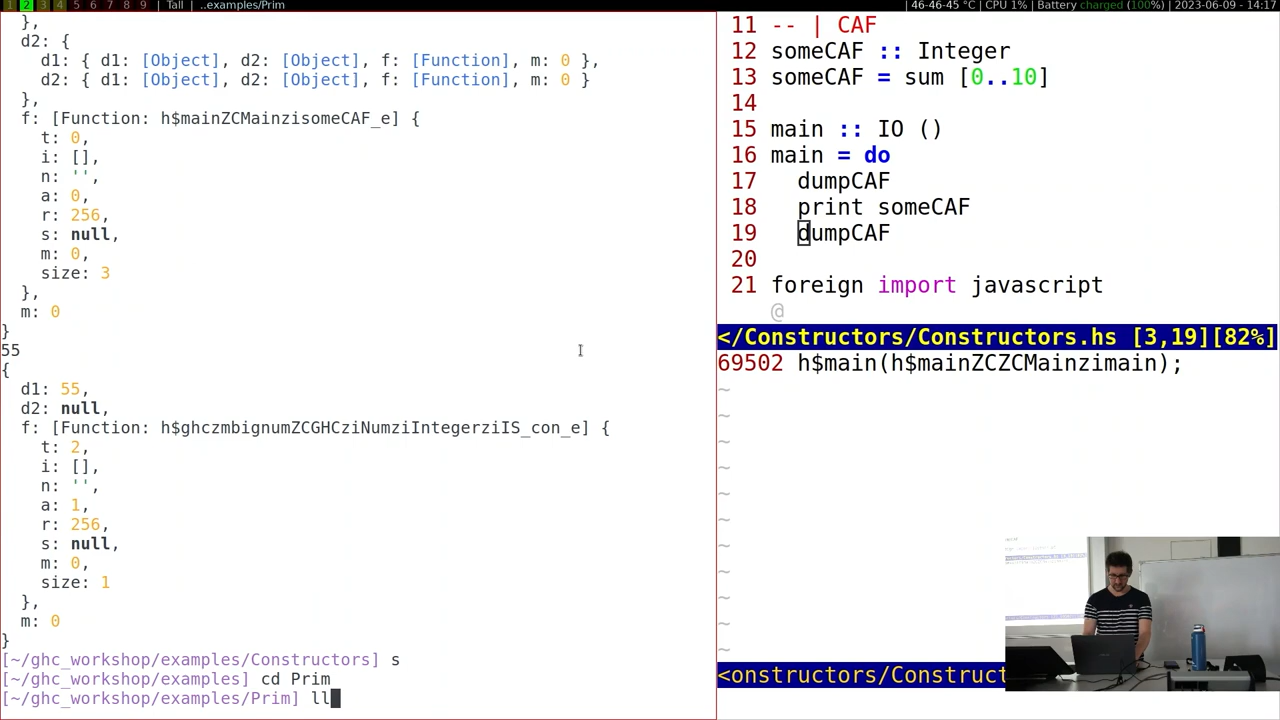 1 2 3 4 5 6 7 8 9 | Tall | ..examples/Prim
| 46-46-45 °C | CPU 1% | Battery charged (100%) | 2023-06-09 - 14:17
},
d2: {
d1: { d1: [Object], d2: [Object], f: [Function], m: 0 },
d2: { d1: [Object], d2: [Object], f: [Function], m: 0 }
},
f: [Function: h$mainZCMainzisomeCAF_e] {
t: 0,
i: [],
n: '',
a: 0,
r: 256,
s: null,
m: 0,
size: 3
},
m: 0
}
55
{
d1: 55,
d2: null,
f: [Function: h$ghczmbignumZCGHCziNumziIntegerziIS_con_e] {
t: 2,
i: [],
n: '',
a: 1,
r: 256,
s: null,
m: 0,
size: 1
},
m: 0
}
[~/ghc_workshop/examples/Constructors] s
[~/ghc_workshop/examples] cd Prim
[~/ghc_workshop/examples/Prim] ll
11 -- | CAF
12 someCAF :: Integer
13 someCAF = sum [0..10]
14
15 main :: IO ()
16 main = do
17 dumpCAF
18 print someCAF
19 dumpCAF
20
21 foreign import javascript
@
</Constructors/Constructors.hs [3,19][82%]
69502 h$main(h$mainZCZCMainzimain);
~
~
~
~
~
~
~
~
~
~
~
<onstructors/Construct